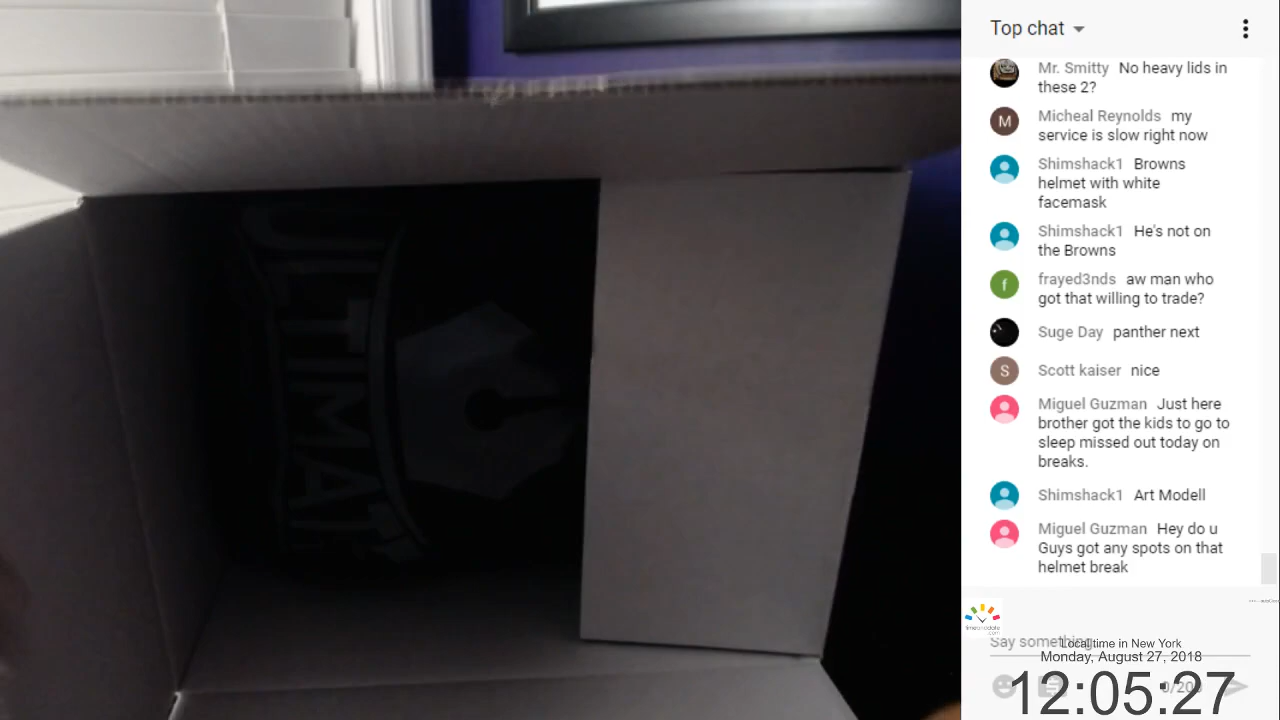 Top chat
Mr. Smitty No heavy lids in
these 2?
Micheal Reynolds my
service is slow right now
Shimshack1 Browns
helmet with white
facemask
Shimshack1 He's not on
the Browns
frayed3nds aw man who
got that willing to trade?
Suge Day panther next
Scott kaiser nice
Miguel Guzman Just here
brother got the kids to go to
sleep missed out today on
breaks.
Shimshack1 Art Modell
Miguel Guzman Hey do u
Guys got any spots on that
helmet break
Say something...
Local time in New York
Monday, August 27, 2018
12:05:27
0/200